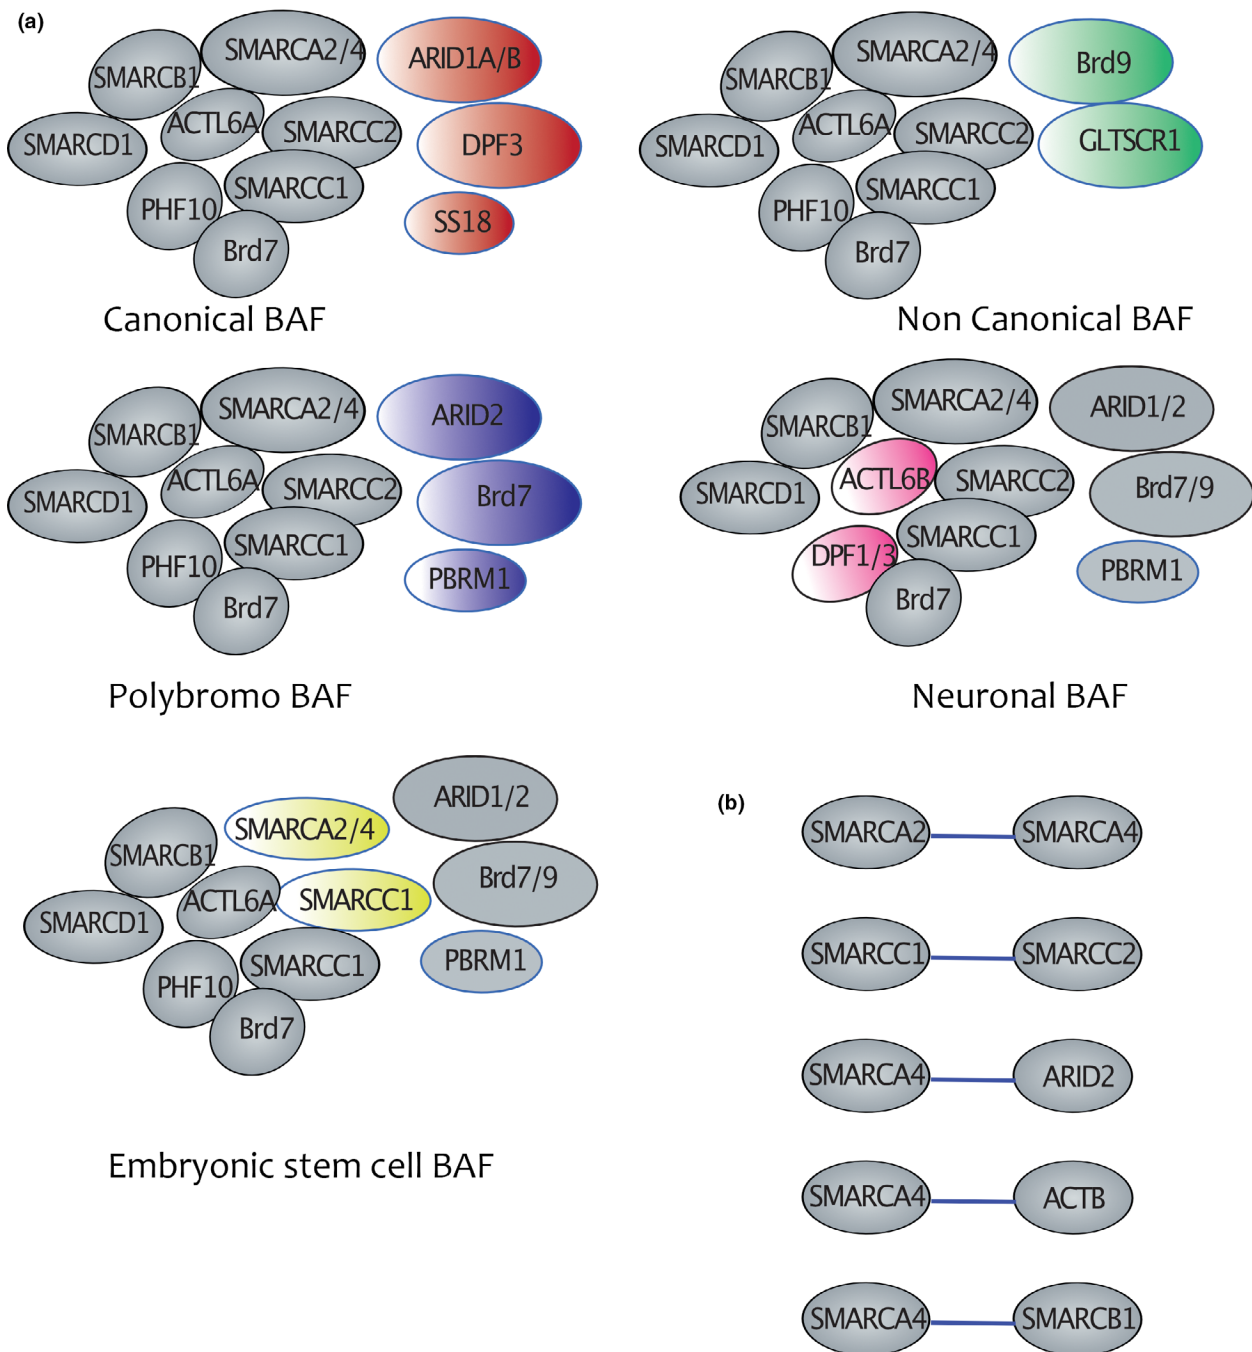 (a)
SMARCB1
SMARCA2/4
ARID1A/B
SMARCD1
ACTL6A
SMARCC2
DPF3
PHF10
SMARCC1
SS18
Brd7
Canonical BAF
SMARCB1
SMARCA2/4
Brd9
SMARCD1
ACTL6A
SMARCC2
GLTSCR1
PHF10
SMARCC1
Brd7
Non Canonical BAF
SMARCB1
SMARCA2/4
ARID2
SMARCD1
ACTL6A
SMARCC2
Brd7
PHF10
SMARCC1
PBRM1
Brd7
Polybromo BAF
SMARCB1
SMARCA2/4
ARID1/2
SMARCD1
ACTL6B
SMARCC2
Brd7/9
DPF1/3
SMARCC1
PBRM1
Brd7
Neuronal BAF
SMARCB1
SMARCA2/4
ARID1/2
SMARCD1
ACTL6A
SMARCC1
Brd7/9
PHF10
SMARCC1
PBRM1
Brd7
Embryonic stem cell BAF
(b)
SMARCA2
SMARCA4
SMARCC1
SMARCC2
SMARCA4
ARID2
SMARCA4
ACTB
SMARCA4
SMARCB1